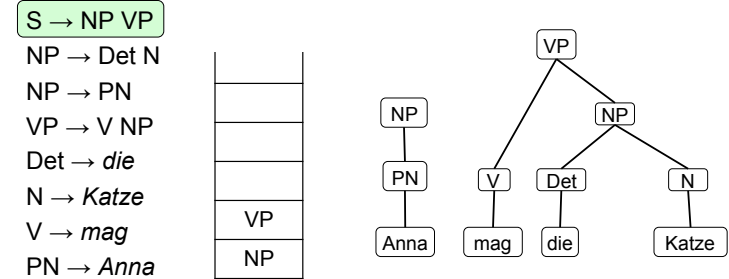 S → NP VP
NP → Det N
NP → PN
VP → V NP
Det → die
N → Katze
V → mag
PN → Anna
VP
NP
VP
NP
NP
PN
V
Det
N
Anna
mag
die
Katze